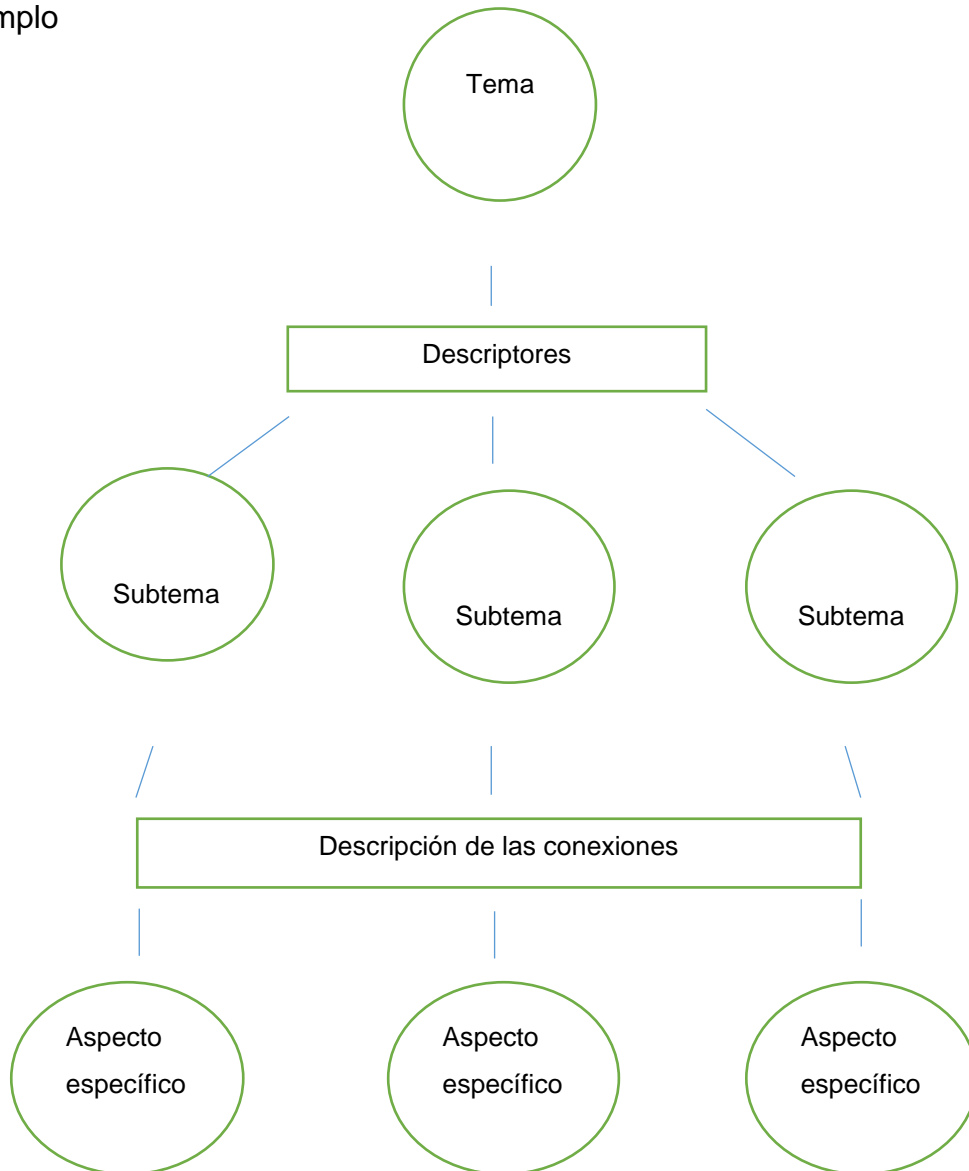 mplo
Tema
Descriptores
Subtema
Subtema
Subtema
Descripción de las conexiones
Aspecto
específico
Aspecto
específico
Aspecto
específico